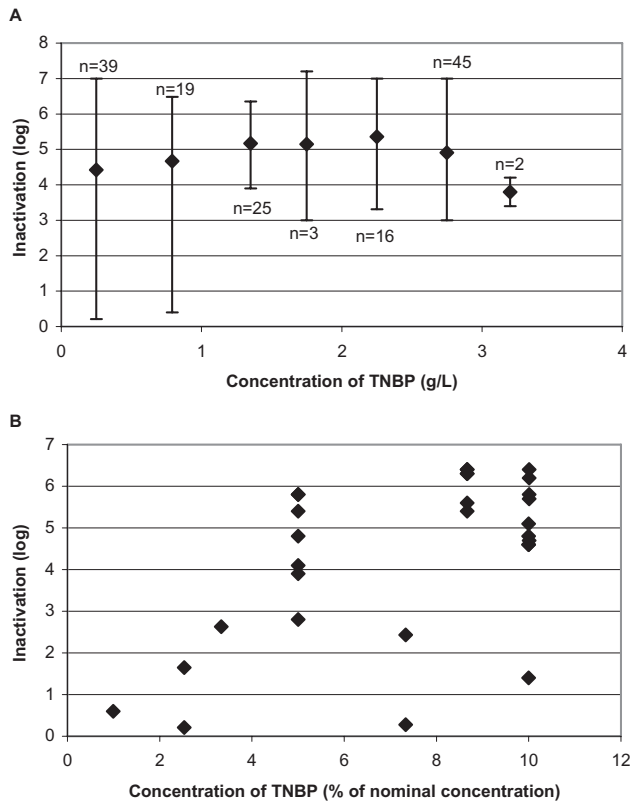 A
8
7
6
5
4
3
2
1
0
Inactivation (log)
n=39
n=19
n=25
n=3
n=16
n=45
n=2
0 1 2 3 4
Concentration of TNBP (g/L)
B
7
6
5
4
3
2
1
0
Inactivation (log)
0 2 4 6 8 10 12
Concentration of TNBP (% of nominal concentration)